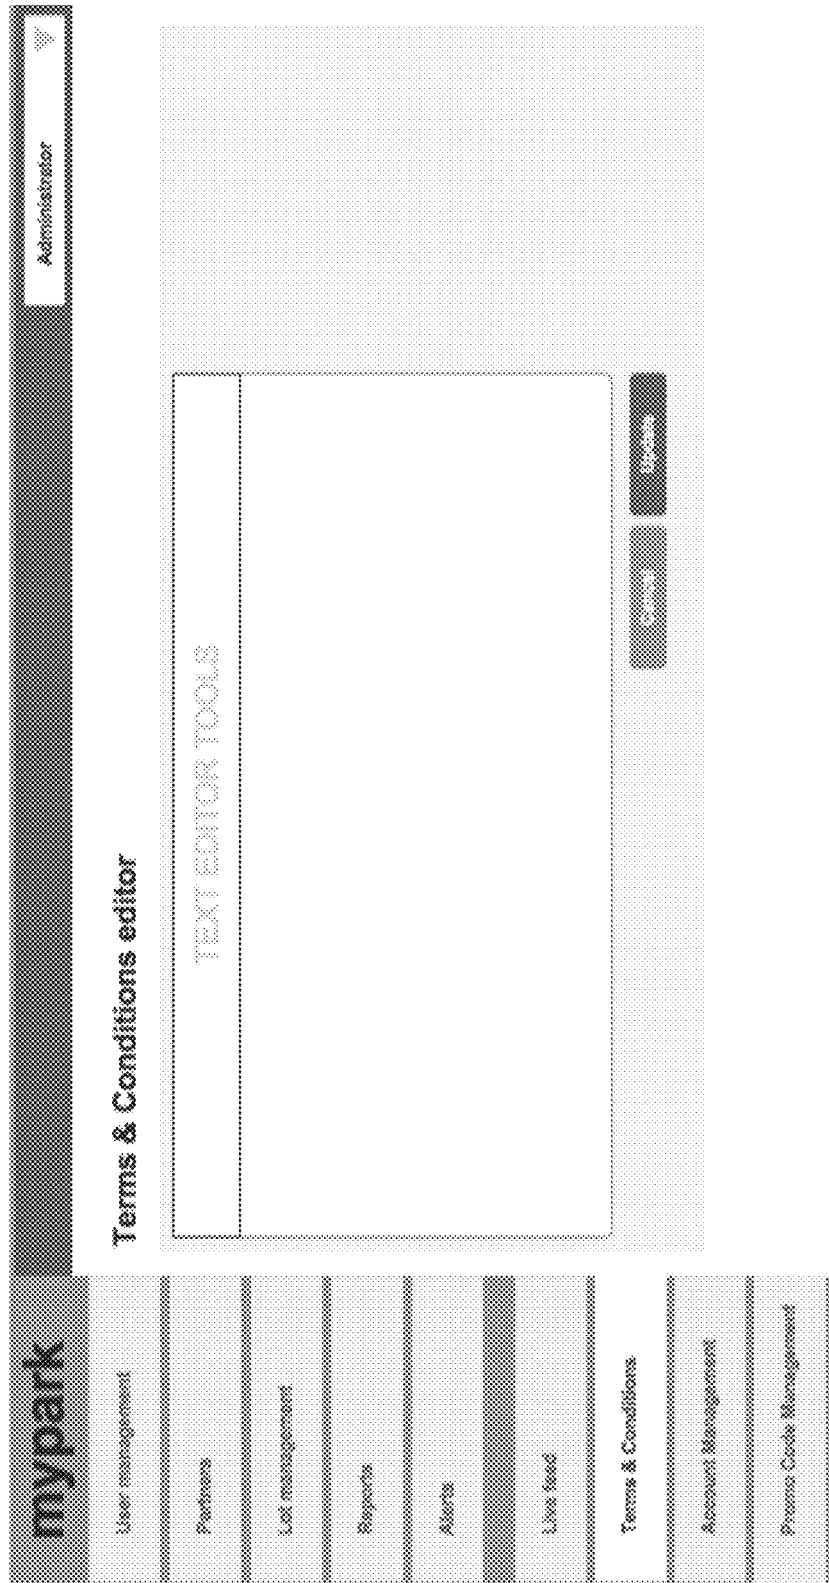 mypark
Administrator
User management
Partners
Lot management
Reports
Alerts
Live feed
Terms & Conditions
Account Management
Promo Code Management
Terms & Conditions editor
TEXT EDITOR TOOLS
Cancel
Update